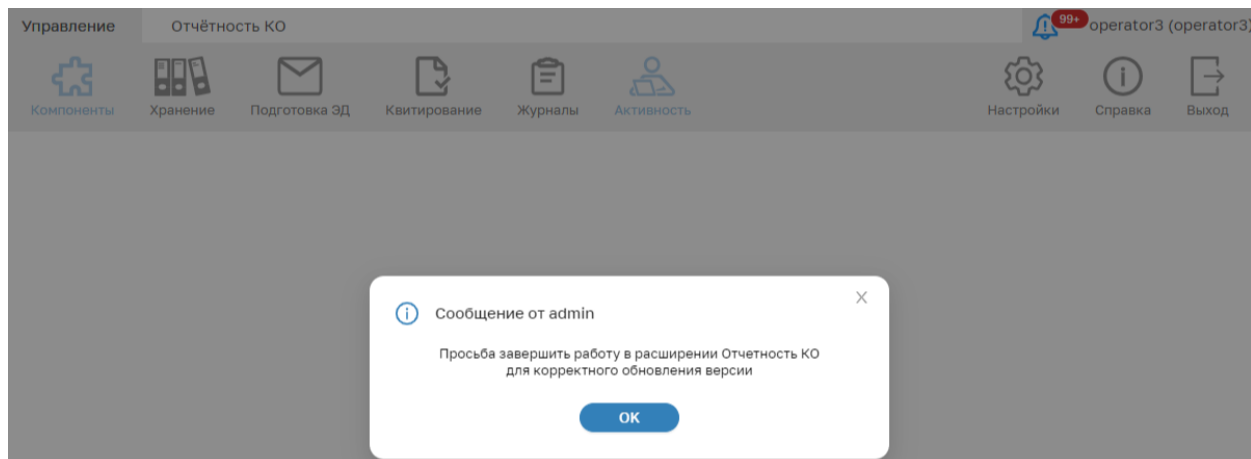 Управление Отчётность КО 99+ operator3 (operator3)
Компоненты Хранение Подготовка ЭД Квитирование Журналы Активность Настройки Справка Выход
Сообщение от admin
Просьба завершить работу в расширении Отчетность КО
для корректного обновления версии
ОК